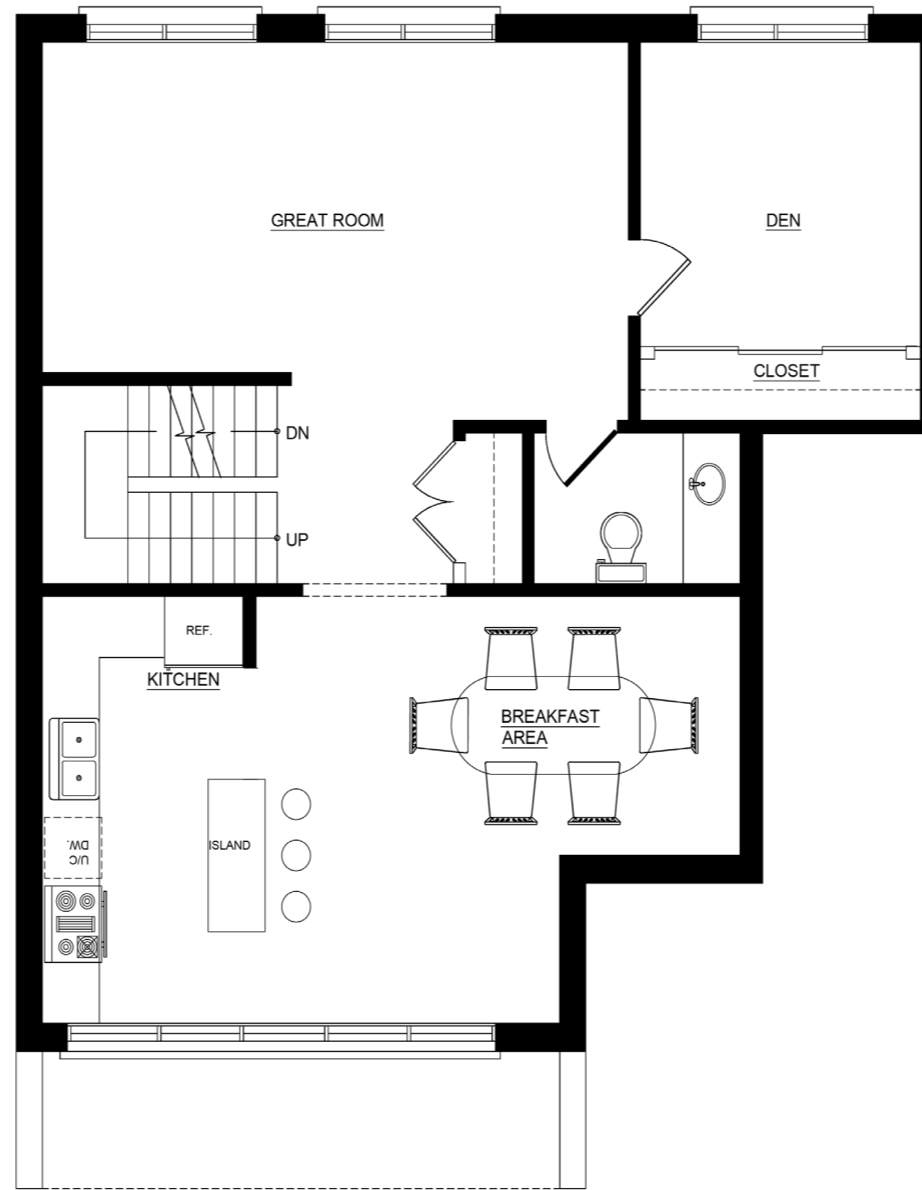 GREAT ROOM
DEN
CLOSET
DN
UP
REF.
KITCHEN
BREAKFAST
AREA
ISLAND
U/C
DW.